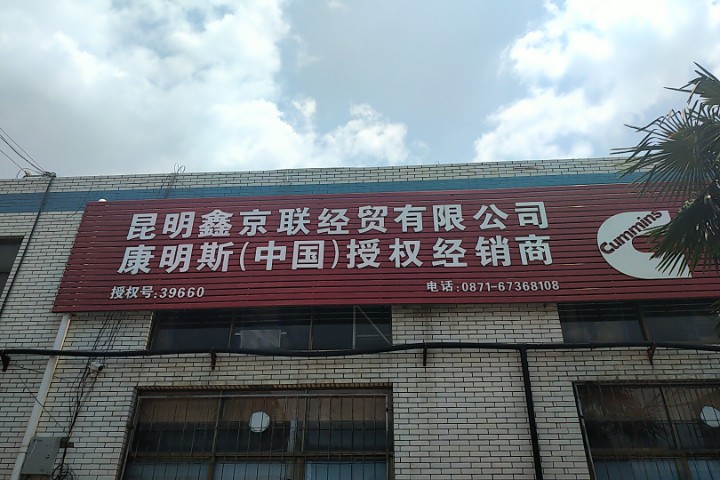 昆明鑫京联经贸有限公司
康明斯(中国)授权经销商
授权号:39660
电话:0871-67368108
Cummins